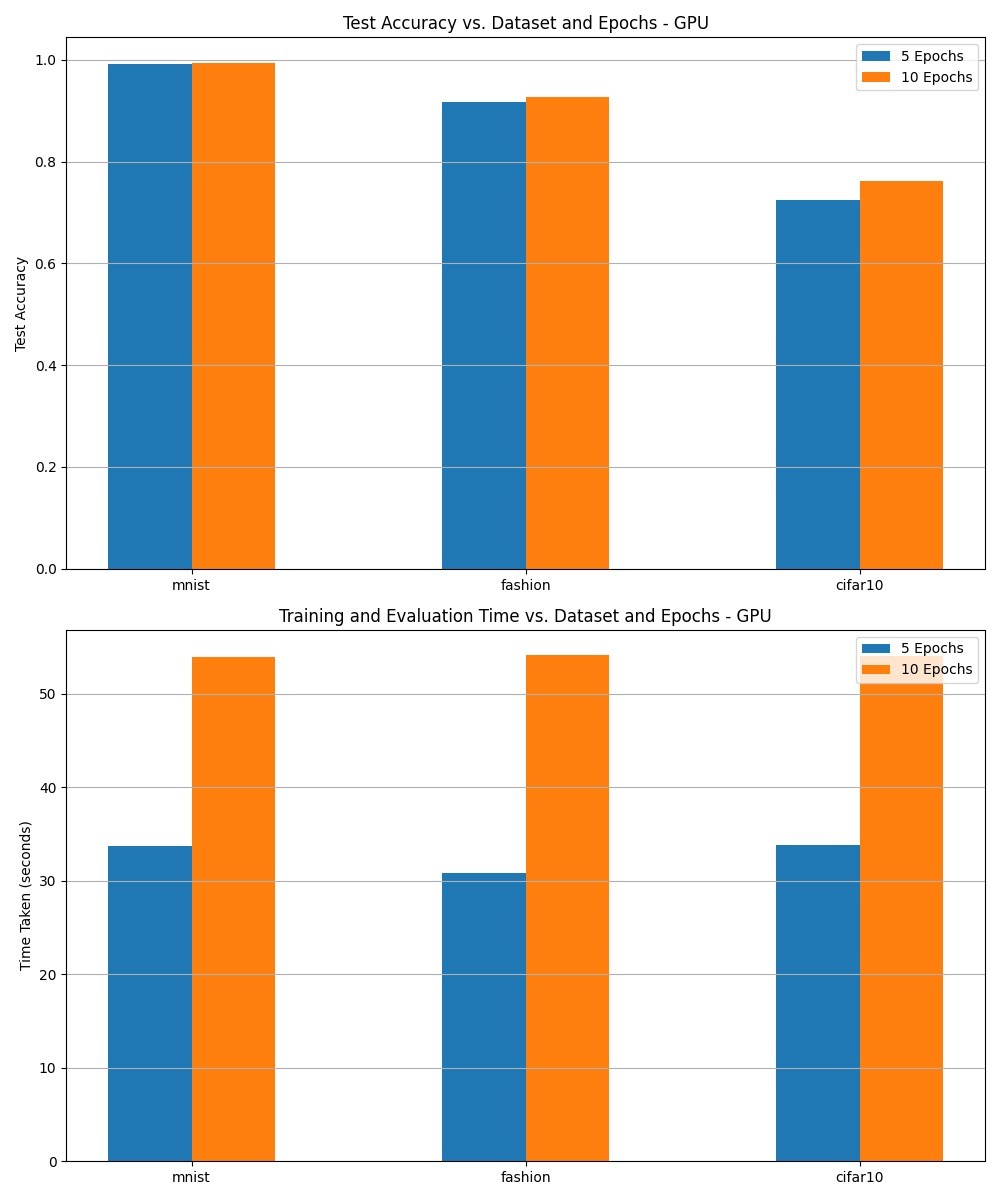 Test Accuracy vs. Dataset and Epochs - GPU
5 Epochs
10 Epochs
Test Accuracy
1.0
0.8
0.6
0.4
0.2
0.0
mnist
fashion
cifar10
Training and Evaluation Time vs. Dataset and Epochs - GPU
5 Epochs
10 Epochs
Time Taken (seconds)
50
40
30
20
10
0
mnist
fashion
cifar10